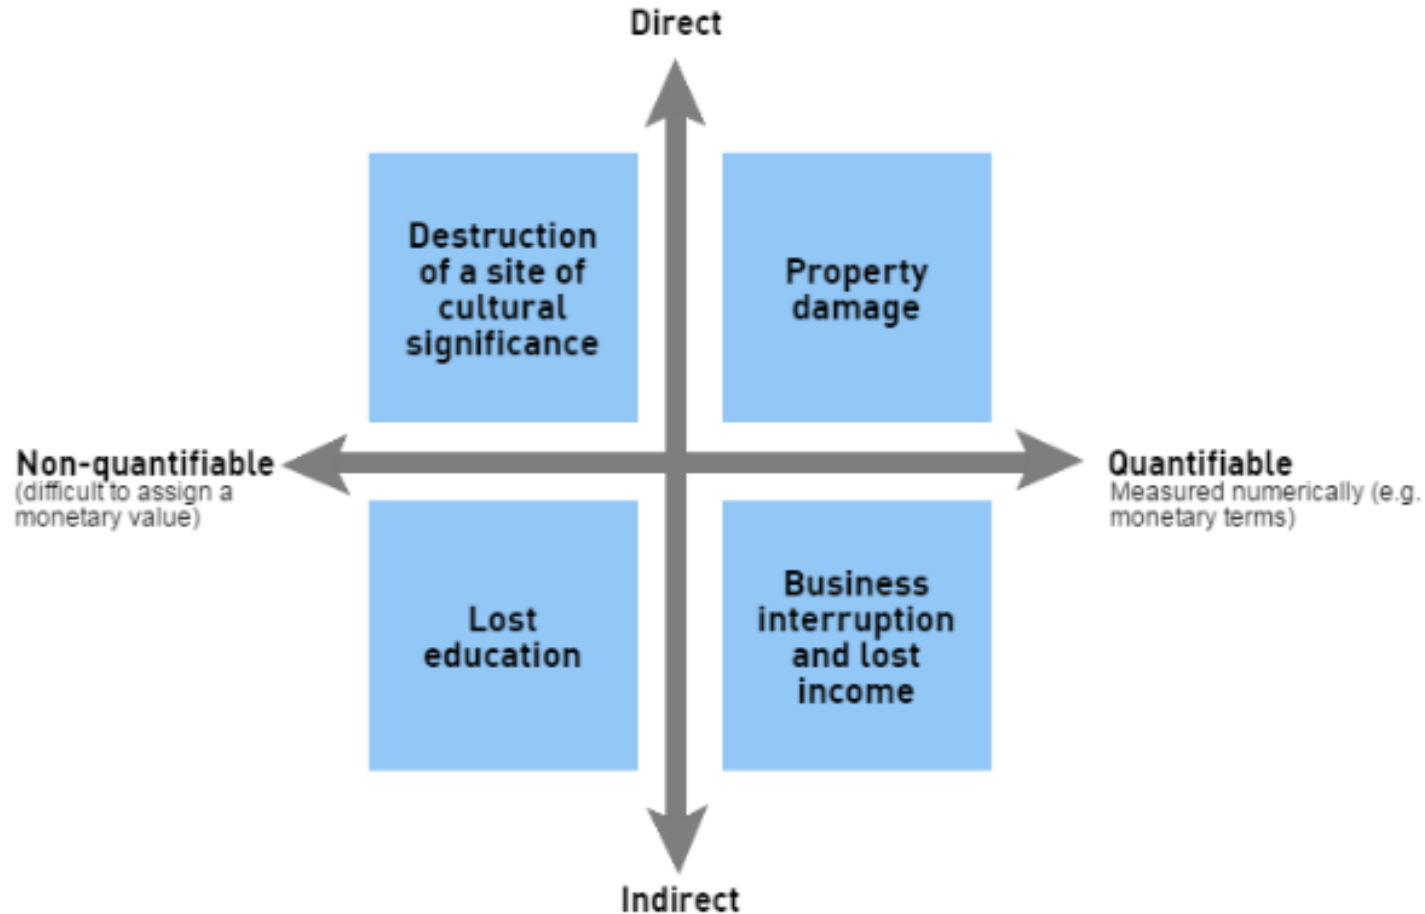 Direct
Destruction
of a site of
cultural
significance
Property
damage
Non-quantifiable
(difficult to assign a
monetary value)
Quantifiable
Measured numerically (e.g.
monetary terms)
Lost
education
Business
interruption
and lost
income
Indirect